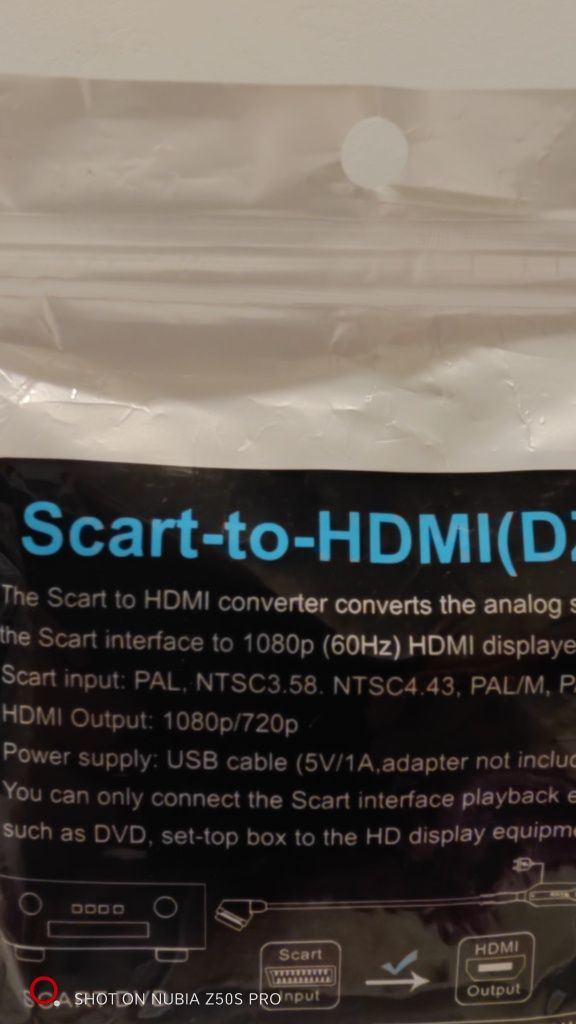 Scart-to-HDMI(DZ
The Scart to HDMI converter converts the analog s
the Scart interface to 1080p (60Hz) HDMI displaye
Scart input: PAL, NTSC3.58. NTSC4.43, PAL/M, P
HDMI Output: 1080p/720p
Power supply: USB cable (5V/1A,adapter not includ
You can only connect the Scart interface playback e
such as DVD, set-top box to the HD display equipme
Scart
Input
HDMI
Output
SHOT ON NUBIA Z50S PRO